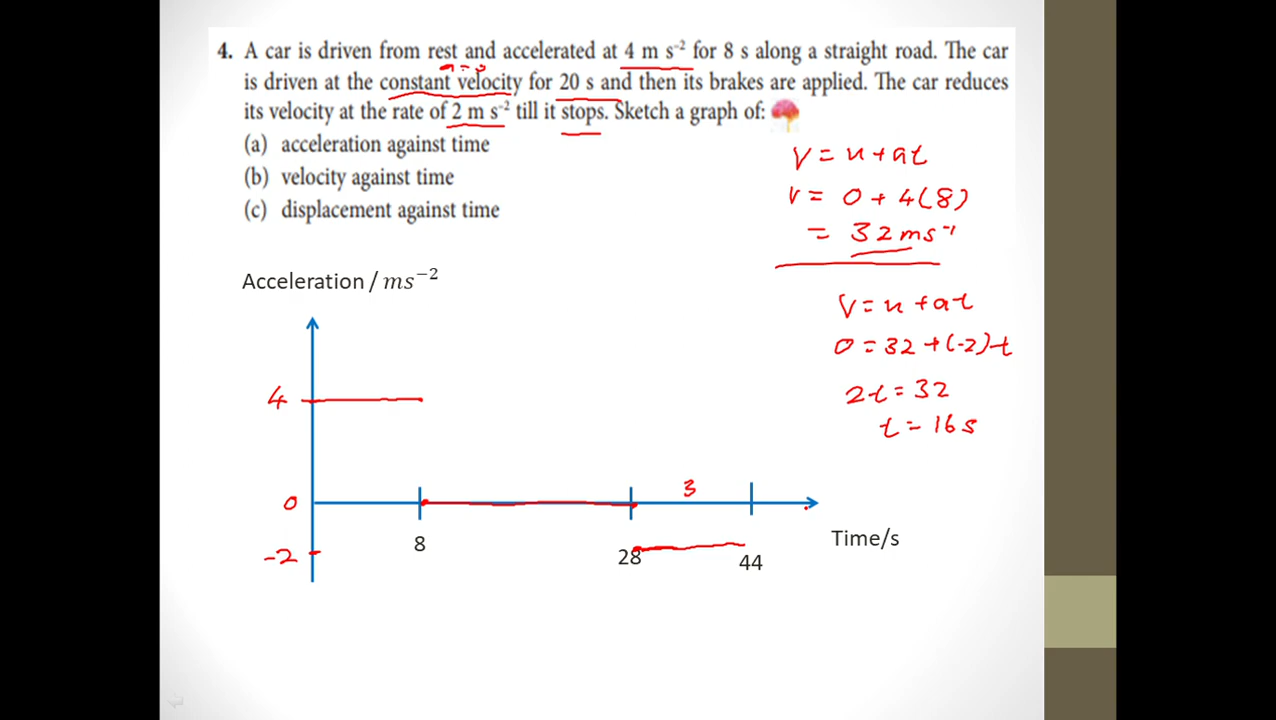 4. A car is driven from rest and accelerated at 4 m s⁻² for 8 s along a straight road. The car
a = 0
is driven at the constant velocity for 20 s and then its brakes are applied. The car reduces
its velocity at the rate of 2 m s⁻² till it stops. Sketch a graph of:
(a) acceleration against time
(b) velocity against time
(c) displacement against time
v = u + at
v = 0 + 4(8)
= 32 ms⁻¹
v = u + at
0 = 32 + (-2)t
2t = 32
t = 16 s
Acceleration / ms⁻²
4
0
-2
3
8
28
44
Time/s